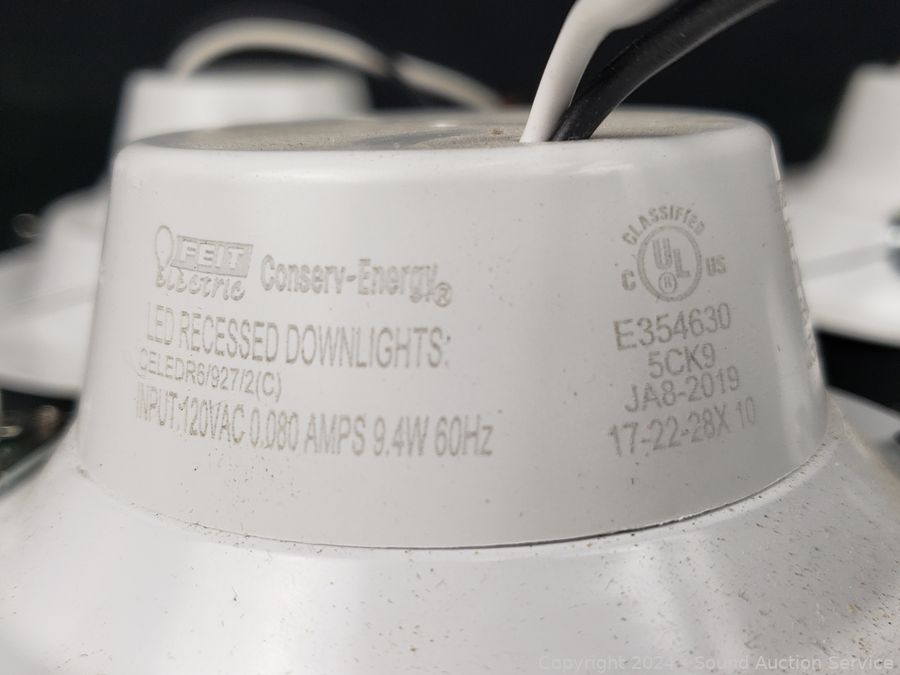 FEIT
electric
Conserv-Energy®
LED RECESSED DOWNLIGHTS:
CELEDR6/927/2(C)
INPUT:120VAC 0.080 AMPS 9.4W 60Hz
CLASSIFIED
C UL US
®
E354630
5CK9
JA8-2019
17-22-28X 10
Copyright 2024 - Sound Auction Service